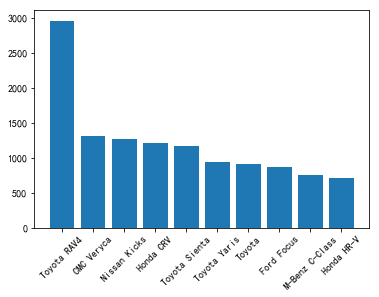 3000
2500
2000
1500
1000
500
0
Toyota RAV4
CMC Veryca
Nissan Kicks
Honda CRV
Toyota Sienta
Toyota Yaris
Toyota
Ford Focus
M-Benz C-Class
Honda HR-V